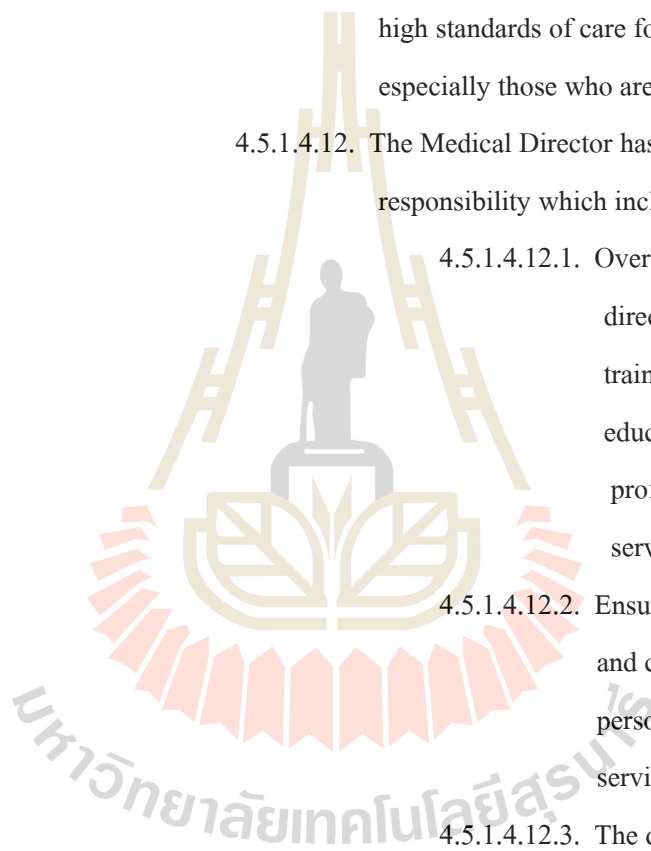 high standards of care fo
especially those who are
4.5.1.4.12. The Medical Director has
responsibility which incl
4.5.1.4.12.1. Over
direc
train
educ
serv
4.5.1.4.12.2. Ensu
and c
perso
servi
4.5.1.4.12.3. The
มหาวิทยาลัยเทคโนโลยีสุรนารี